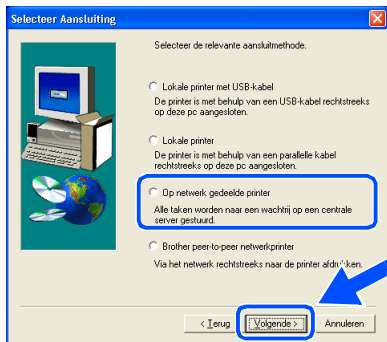 Selecteer Aansluiting
Selecteer de relevante aansluitmethode.
Lokale printer met USB-kabel
De printer is met behulp van een USB-kabel rechtstreeks
op deze pc aangesloten.
Lokale printer
De printer is met behulp van een parallelle kabel
rechtstreeks op deze pc aangesloten.
Op netwerk gedeelde printer
Alle taken worden naar een wachtrij op een centrale
server gestuurd.
Brother peer-to-peer netwerkprinter
Via het netwerk rechtstreeks naar de printer afdrukken.
< Terug Volgende > Annuleren